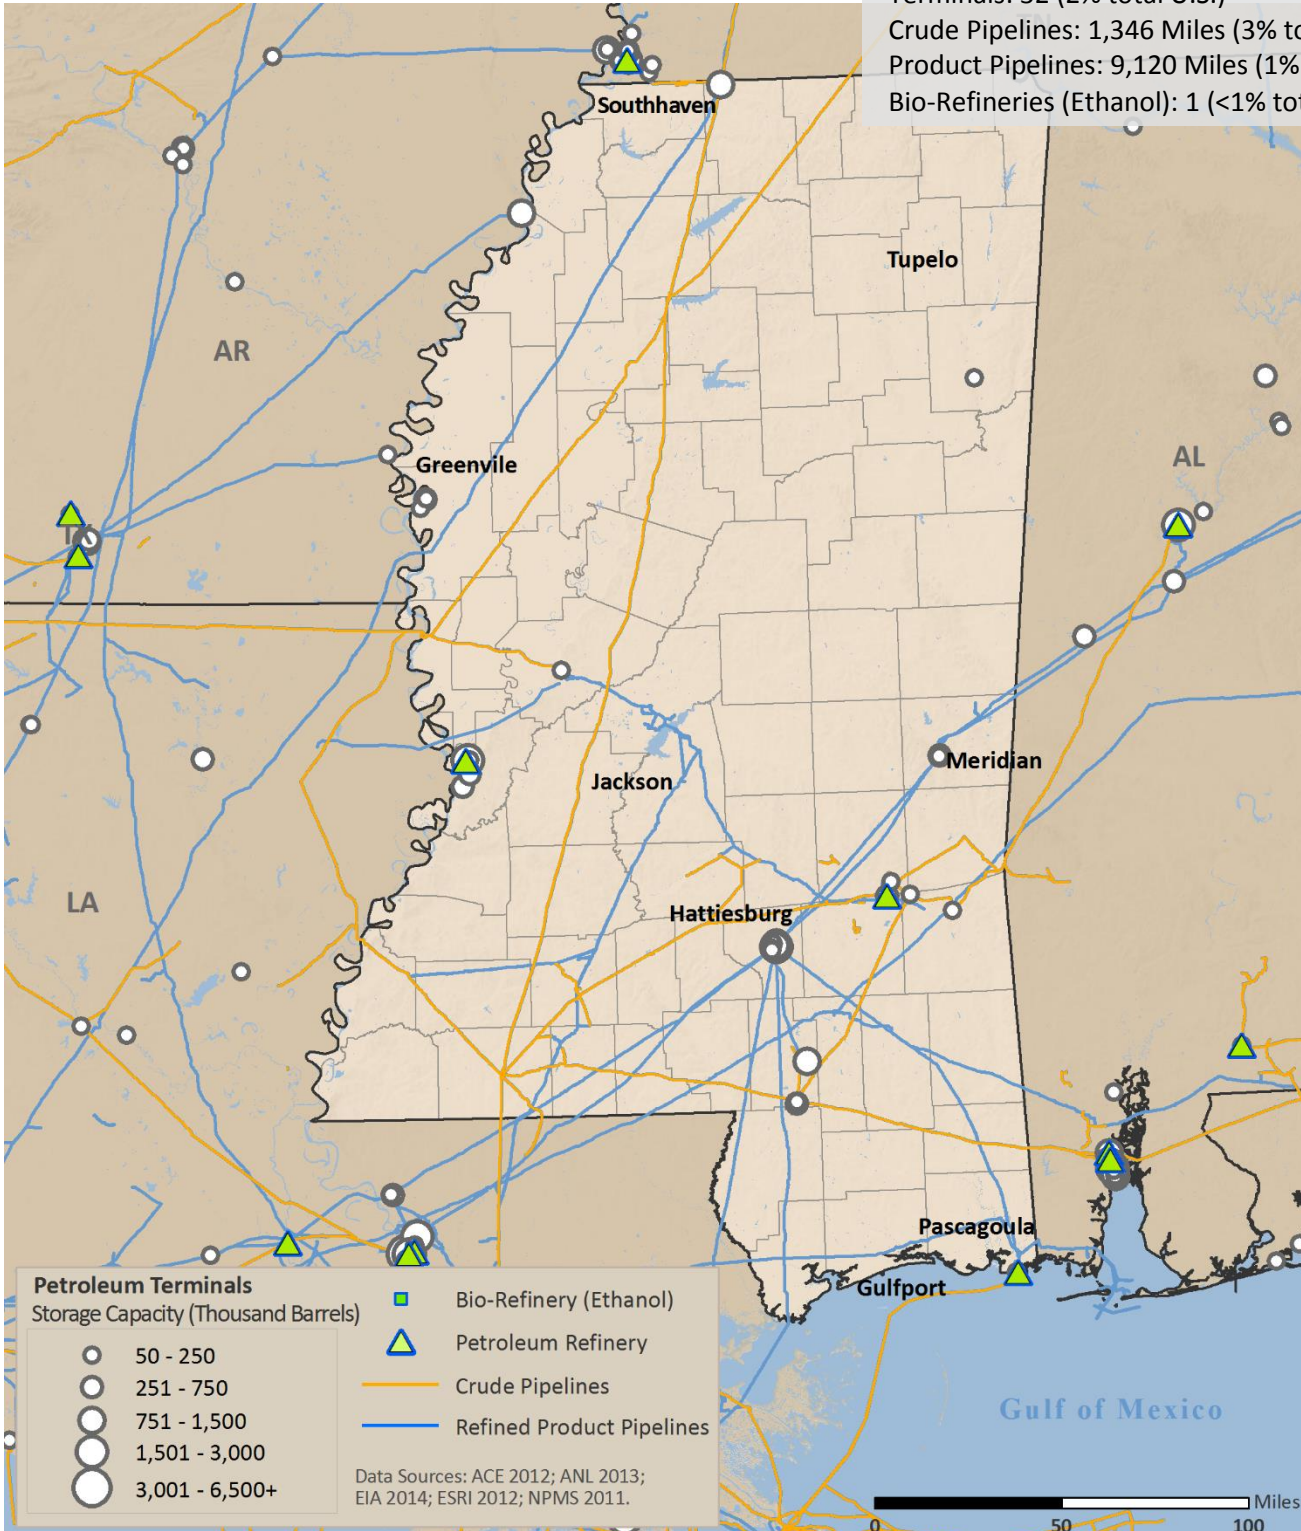 Crude Pipelines: 1,346 Miles (3% to
Product Pipelines: 9,120 Miles (1%
Bio-Refineries (Ethanol): 1 (<1% tot
Southhaven
Tupelo
AR
Greenvile
AL
Meridian
Jackson
LA
Hattiesburg
Pascagoula
Gulfport
Gulf of Mexico
Petroleum Terminals
Storage Capacity (Thousand Barrels)
50 - 250
251 - 750
751 - 1,500
1,501 - 3,000
3,001 - 6,500+
Bio-Refinery (Ethanol)
Petroleum Refinery
Crude Pipelines
Refined Product Pipelines
Data Sources: ACE 2012; ANL 2013;
EIA 2014; ESRI 2012; NPMS 2011.
Miles
0 50 100